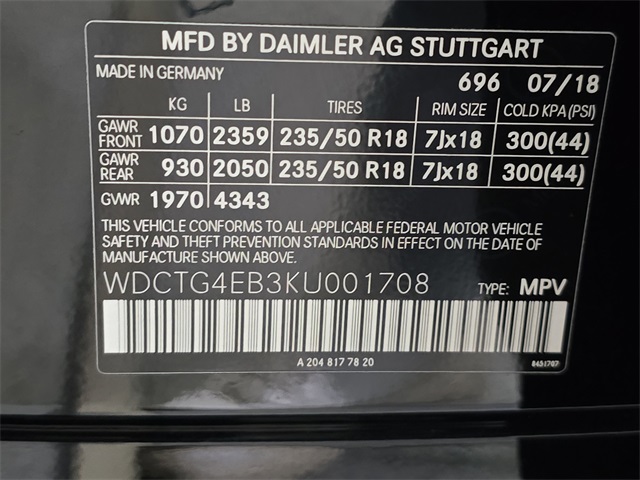 MFD BY DAIMLER AG STUTTGART
MADE IN GERMANY 696 07/18
KG LB TIRES RIM SIZE COLD KPA(PSI)
GAWR FRONT 1070 2359 235/50 R18 7Jx18 300(44)
GAWR REAR 930 2050 235/50 R18 7Jx18 300(44)
GVWR 1970 4343
THIS VEHICLE CONFORMS TO ALL APPLICABLE FEDERAL MOTOR VEHICLE
SAFETY AND THEFT PREVENTION STANDARDS IN EFFECT ON THE DATE OF
MANUFACTURE SHOWN ABOVE.
WDCTG4EB3KU001708 TYPE: MPV
A 204 817 78 20 8451707